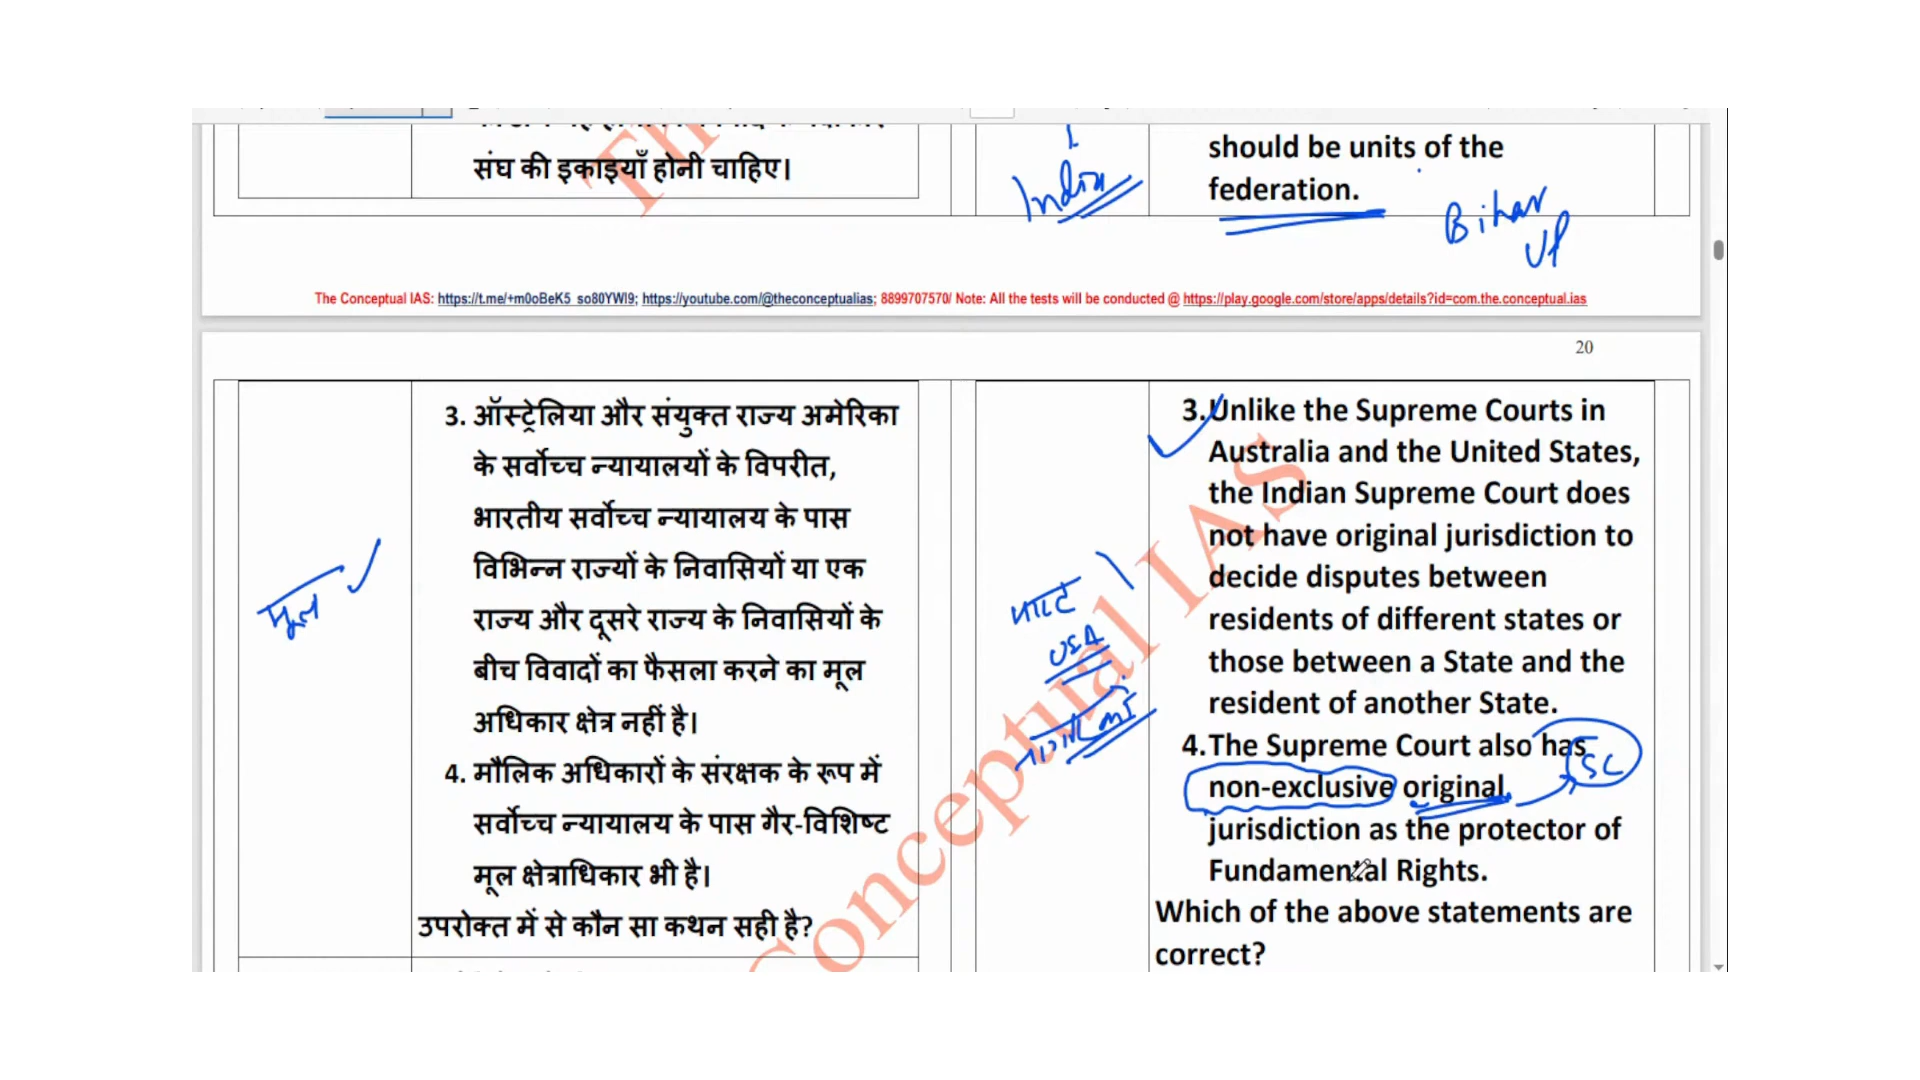 संघ की इकाइयाँ होनी चाहिए।
should be units of the
federation.
India
Bihar
UP
The Conceptual IAS: https://t.me/+m0oBeK5_so80YWI9; https://youtube.com/@theconceptualias; 8899707570/ Note: All the tests will be conducted @ https://play.google.com/store/apps/details?id=com.the.conceptual.ias
20
3. ऑस्ट्रेलिया और संयुक्त राज्य अमेरिका
के सर्वोच्च न्यायालयों के विपरीत,
भारतीय सर्वोच्च न्यायालय के पास
विभिन्न राज्यों के निवासियों या एक
राज्य और दूसरे राज्य के निवासियों के
बीच विवादों का फैसला करने का मूल
अधिकार क्षेत्र नहीं है।
4. मौलिक अधिकारों के संरक्षक के रूप में
सर्वोच्च न्यायालय के पास गैर-विशिष्ट
मूल क्षेत्राधिकार भी है।
उपरोक्त में से कौन सा कथन सही है?
मूल
3. Unlike the Supreme Courts in
Australia and the United States,
the Indian Supreme Court does
not have original jurisdiction to
decide disputes between
residents of different states or
those between a State and the
resident of another State.
4. The Supreme Court also has
non-exclusive original
jurisdiction as the protector of
Fundamental Rights.
Which of the above statements are
correct?
USA
SC
Conceptual IAS